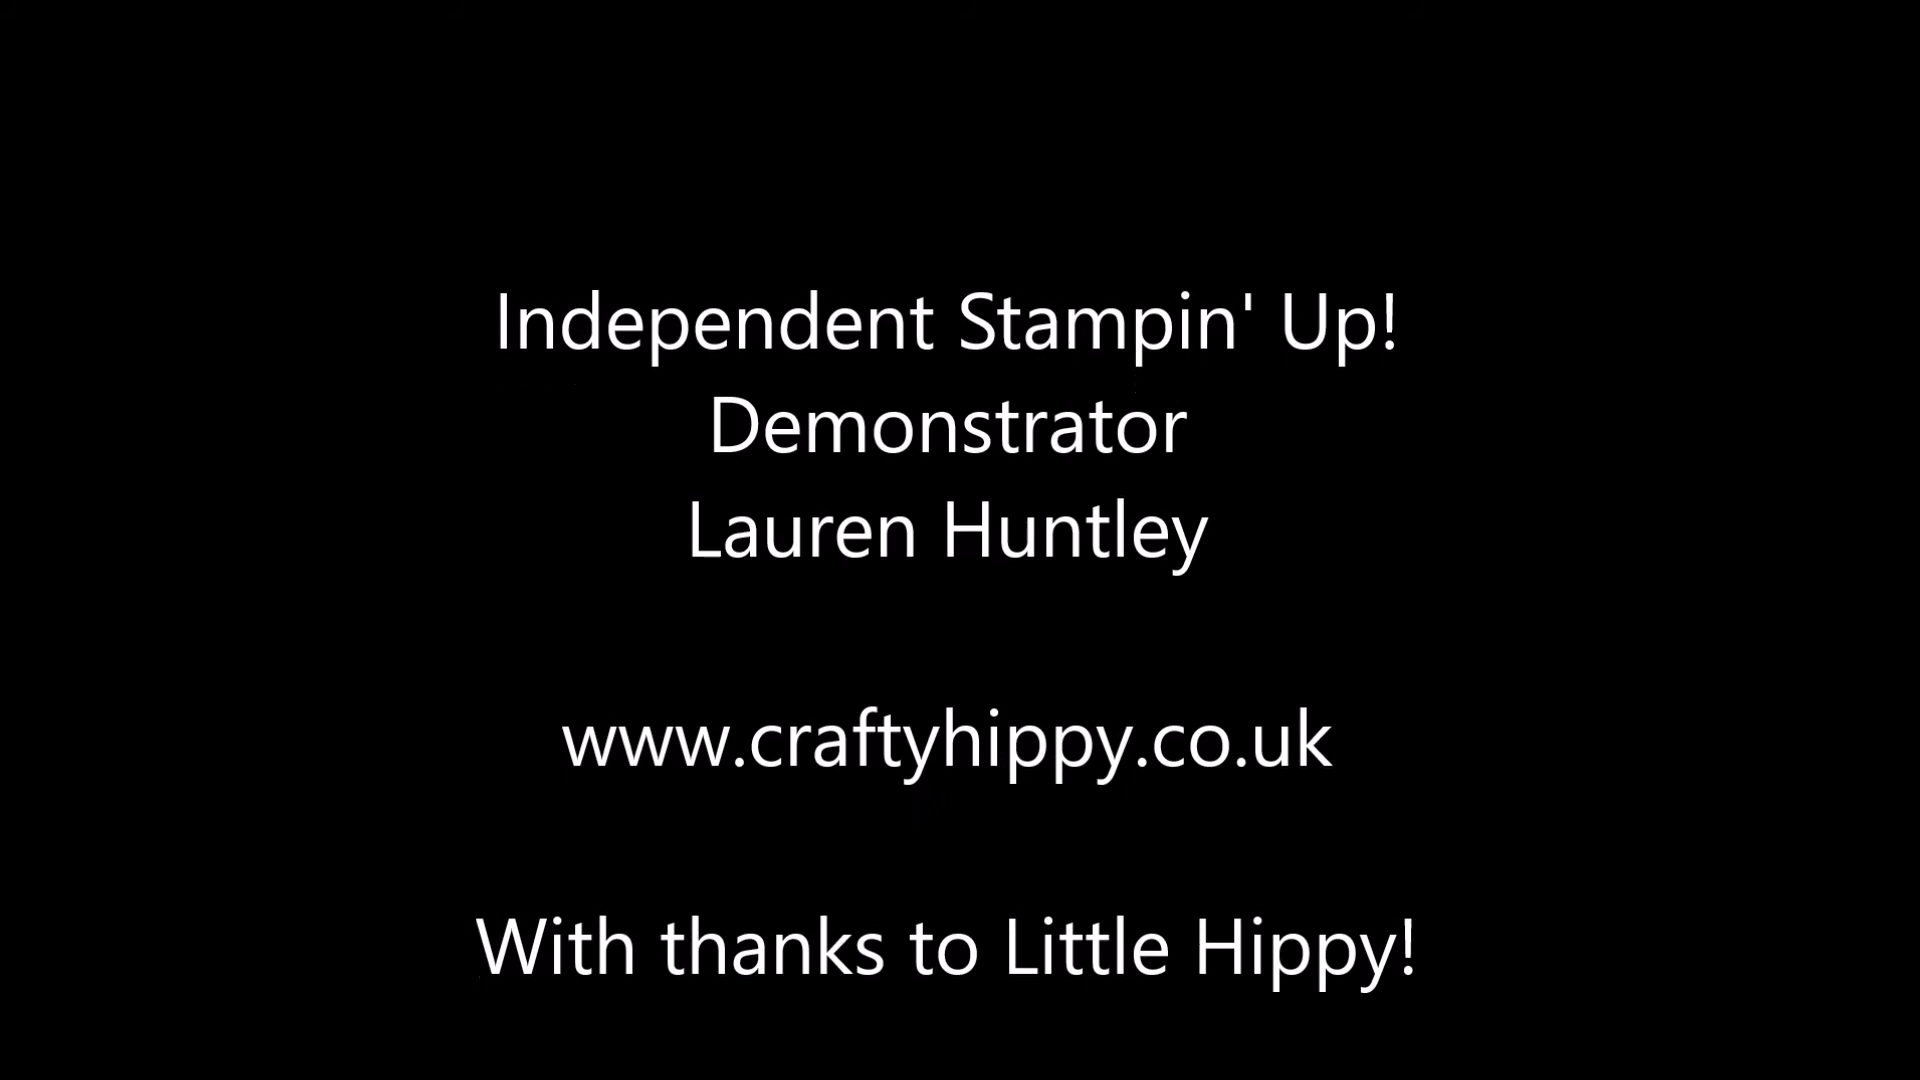 Independent Stampin' Up!
Demonstrator
Lauren Huntley
www.craftyhippy.co.uk
With thanks to Little Hippy!